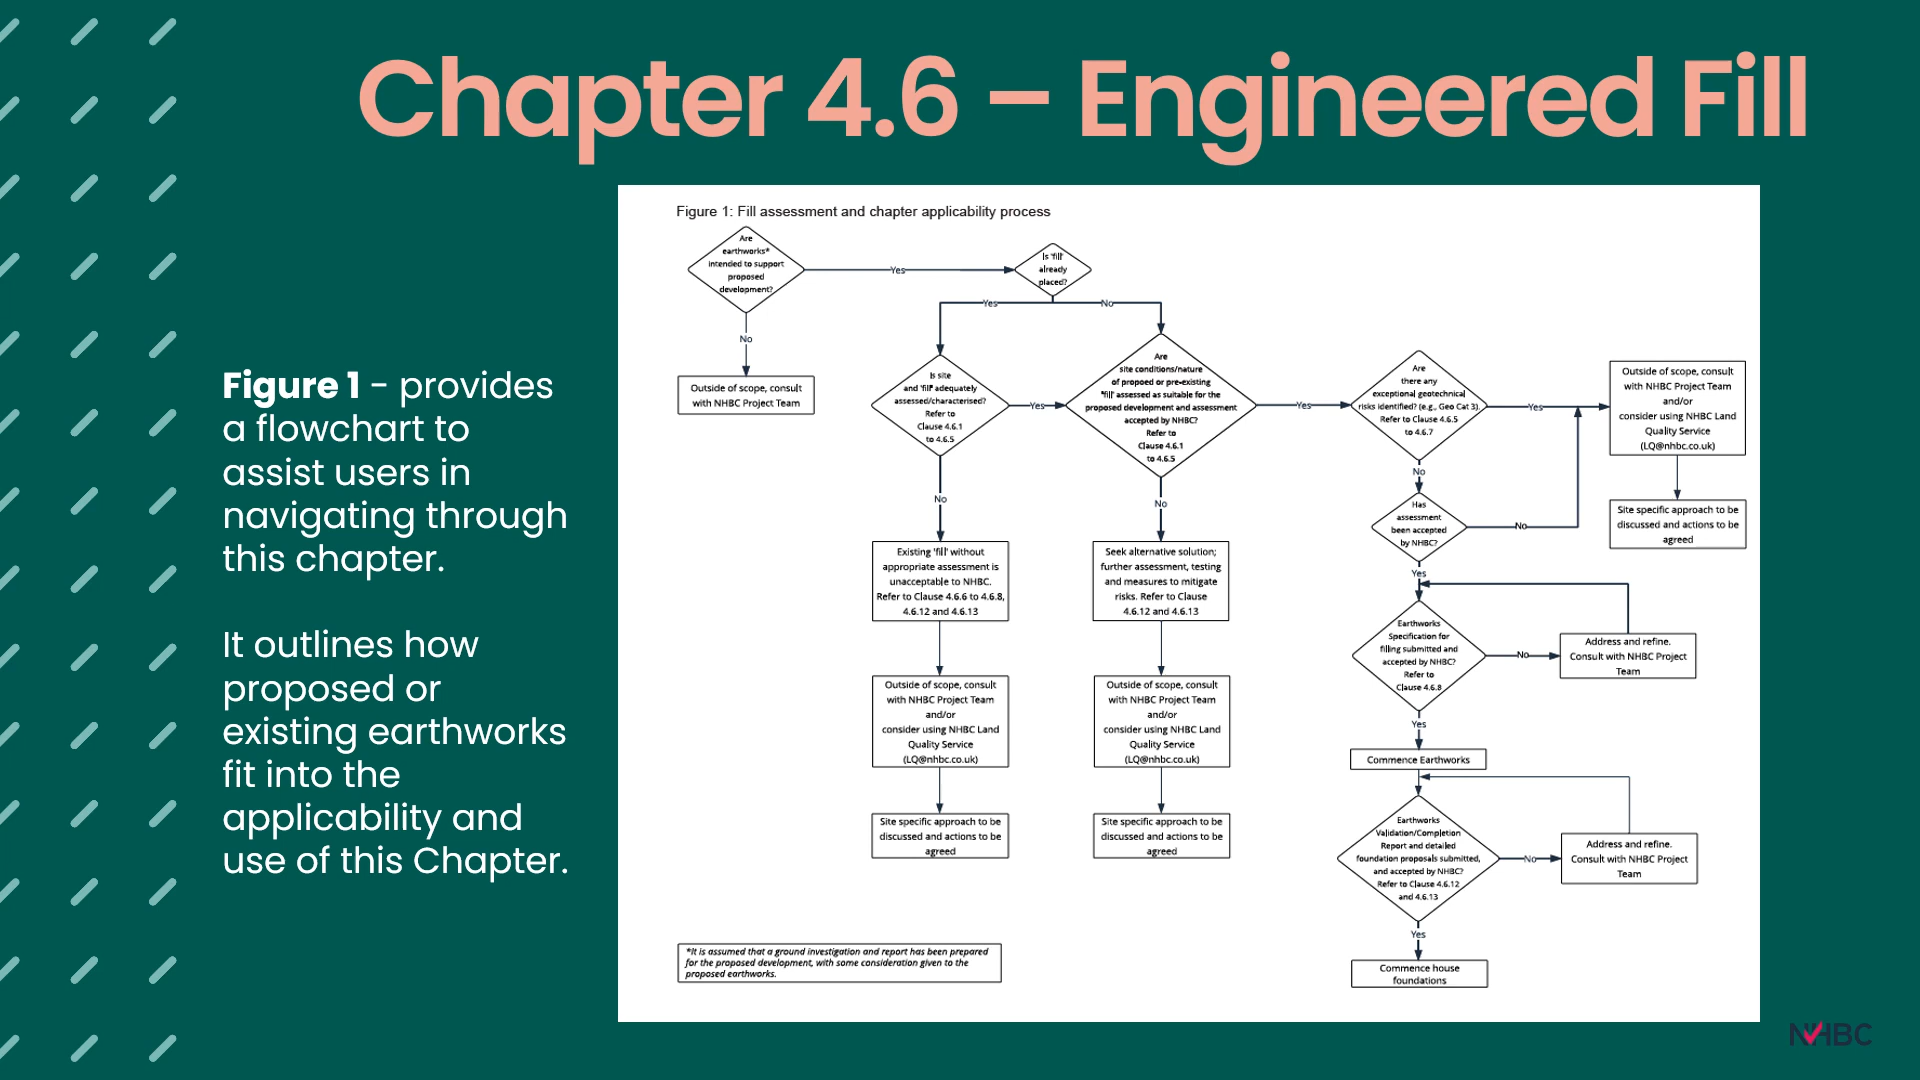 Chapter 4.6 – Engineered Fill
Figure 1 - provides
a flowchart to
assist users in
navigating through
this chapter.
It outlines how
proposed or
existing earthworks
fit into the
applicability and
use of this Chapter.
Figure 1: Fill assessment and chapter applicability process
Are
earthworks*
intended to support
proposed
development?
Yes
Is 'fill'
already
placed?
No
Outside of scope, consult
with NHBC Project Team
Yes
No
Is site
and 'fill' adequately
assessed/characterised?
Refer to
Clause 4.6.1
to 4.6.5
Yes
Are
site conditions/nature
of propoed or pre-existing
'fill' assessed as suitable for the
proposed development and assessment
accepted by NHBC?
Refer to
Clause 4.6.1
to 4.6.5
Yes
Are
there any
exceptional geotechnical
risks identified? (e.g., Geo Cat 3).
Refer to Clause 4.6.5
to 4.6.7
Yes
Outside of scope, consult
with NHBC Project Team
and/or
consider using NHBC Land
Quality Service
(LQ@nhbc.co.uk)
Site specific approach to be
discussed and actions to be
agreed
No
Existing 'fill' without
appropriate assessment is
unacceptable to NHBC.
Refer to Clause 4.6.6 to 4.6.8,
4.6.12 and 4.6.13
Outside of scope, consult
with NHBC Project Team
and/or
consider using NHBC Land
Quality Service
(LQ@nhbc.co.uk)
Site specific approach to be
discussed and actions to be
agreed
No
Seek alternative solution;
further assessment, testing
and measures to mitigate
risks. Refer to Clause
4.6.12 and 4.6.13
Outside of scope, consult
with NHBC Project Team
and/or
consider using NHBC Land
Quality Service
(LQ@nhbc.co.uk)
Site specific approach to be
discussed and actions to be
agreed
No
Has
assessment
been accepted
by NHBC?
No
Yes
Earthworks
Specification for
filling submitted and
accepted by NHBC?
Refer to
Clause 4.6.8
No
Address and refine.
Consult with NHBC Project
Team
Yes
Commence Earthworks
Earthworks
Validation/Completion
Report and detailed
foundation proposals submitted,
and accepted by NHBC?
Refer to Clause 4.6.12
and 4.6.13
No
Address and refine.
Consult with NHBC Project
Team
Yes
Commence house
foundations
*It is assumed that a ground investigation and report has been prepared
for the proposed development, with some consideration given to the
proposed earthworks.
NHBC